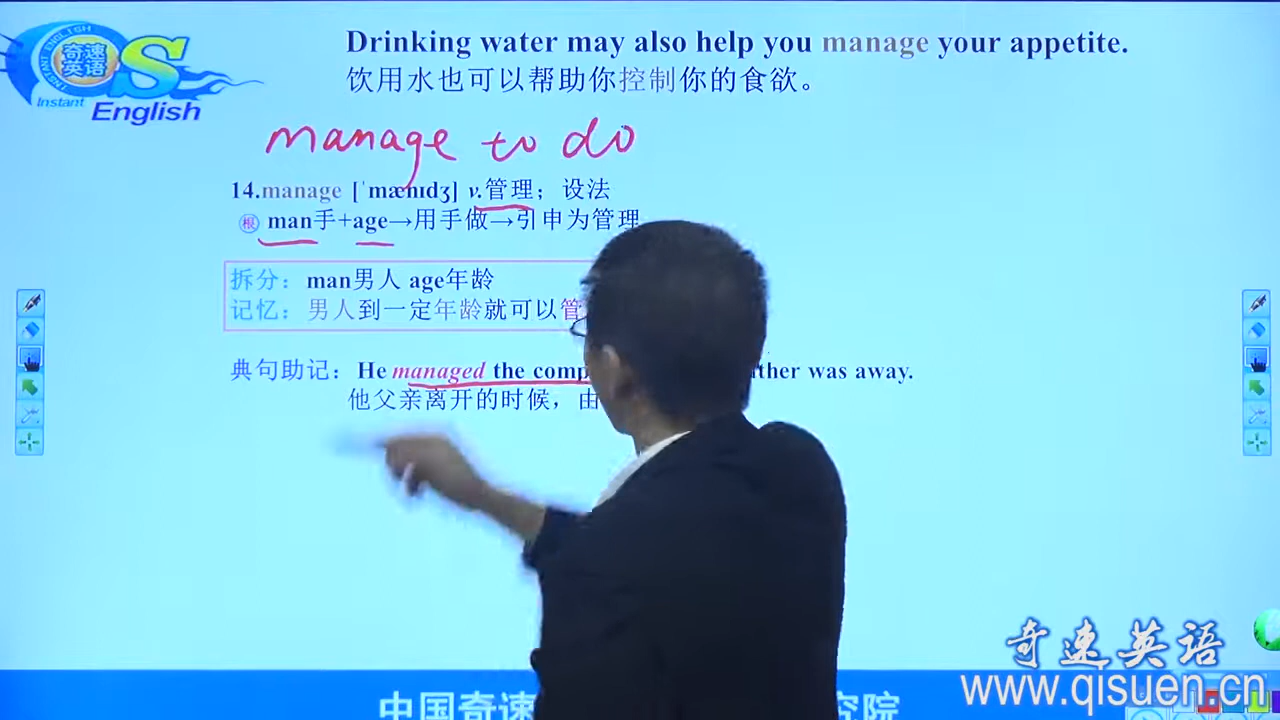 INSTANT ENGLISH
奇速
英语
S
Instant
English
Drinking water may also help you manage your appetite.
饮用水也可以帮助你控制你的食欲。
manage to do
14.manage [ˈmænɪdʒ] v.管理；设法
根 man手+age→用手做→引申为管理
拆分：man男人 age年龄
记忆：男人到一定年龄就可以管
典句助记：He managed the comp ther was away.
他父亲离开的时候，由
奇速英语
www.qisuen.cn
中国奇速 究院